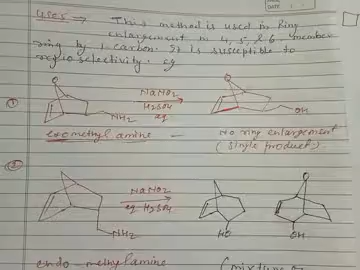 Uses → This method is used in Ring
enlargement in 4, 5, & 6. member
ring by 1 carbon. It is susceptible to
regioselectivity. eg
①
O
NH2
NaNO2
H2SO4
aq
O
OH
exomethyl amine —
No ring enlargement
(single product)
②
NH2
NaNO2
aq H2SO4
HO
OH
endo-methylamine
(mixture of